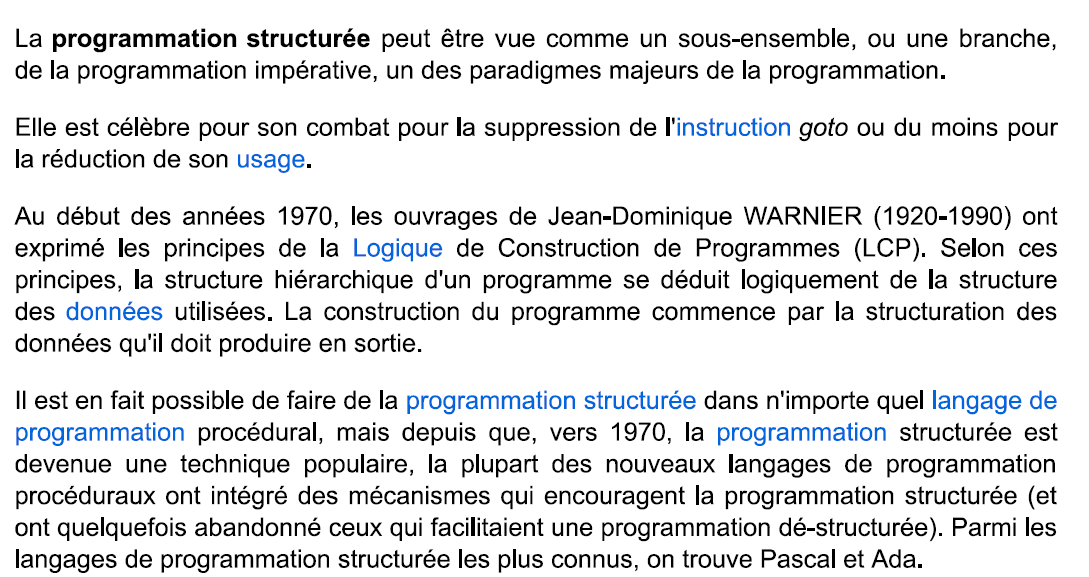 La programmation structurée peut être vue comme un sous-ensemble, ou une branche,
de la programmation impérative, un des paradigmes majeurs de la programmation.
Elle est célèbre pour son combat pour la suppression de l'instruction goto ou du moins pour
la réduction de son usage.
Au début des années 1970, les ouvrages de Jean-Dominique WARNIER (1920-1990) ont
exprimé les principes de la Logique de Construction de Programmes (LCP). Selon ces
principes, la structure hiérarchique d'un programme se déduit logiquement de la structure
des données utilisées. La construction du programme commence par la structuration des
données qu'il doit produire en sortie.
Il est en fait possible de faire de la programmation structurée dans n'importe quel langage de
programmation procédural, mais depuis que, vers 1970, la programmation structurée est
devenue une technique populaire, la plupart des nouveaux langages de programmation
procéduraux ont intégré des mécanismes qui encouragent la programmation structurée (et
ont quelquefois abandonné ceux qui facilitaient une programmation dé-structurée). Parmi les
langages de programmation structurée les plus connus, on trouve Pascal et Ada.